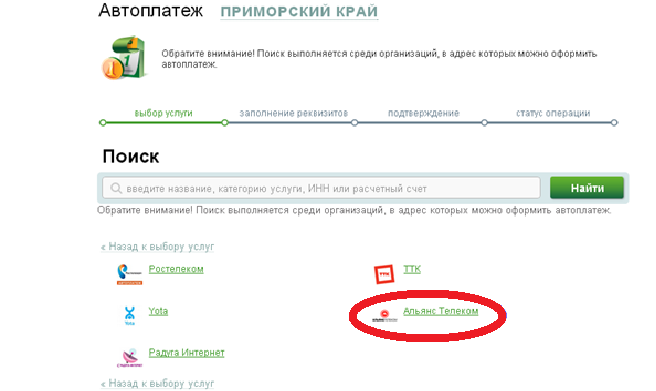 Автоплатеж ПРИМОРСКИЙ КРАЙ
Обратите внимание! Поиск выполняется среди организаций, в адрес которых можно оформить
автоплатеж.
выбор услуги заполнение реквизитов подтверждение статус операции
Поиск
введите название, категорию услуги, ИНН или расчетный счет Найти
Обратите внимание! Поиск выполняется среди организаций, в адрес которых можно оформить автоплатеж.
< Назад к выбору услуг
Ростелеком ТТК
Yota Альянс Телеком
Радуга Интернет
< Назад к выбору услуг